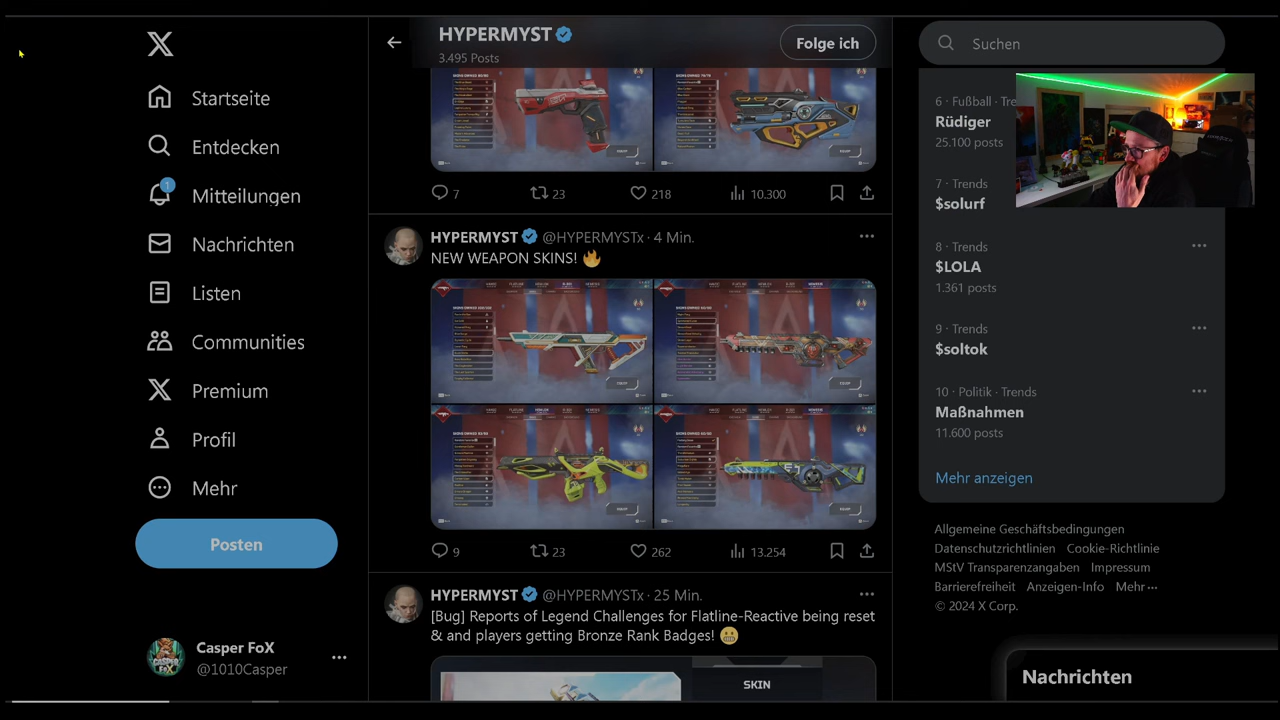 Startseite
Entdecken
1
Mitteilungen
Nachrichten
Listen
Communities
Premium
Profil
Mehr
Posten
Casper FoX
@1010Casper
HYPERMYST
3.495 Posts
Folge ich
7 23 218 10.300
HYPERMYST @HYPERMYSTx · 4 Min.
NEW WEAPON SKINS! 🔥
9 23 262 13.254
HYPERMYST @HYPERMYSTx · 25 Min.
[Bug] Reports of Legend Challenges for Flatline-Reactive being reset
& and players getting Bronze Rank Badges! 😬
SKIN
Suchen
6 · Fußball · Tre
Rüdiger
25.100 posts
7 · Trends
$solurf
8 · Trends
$LOLA
1.361 posts
9 · Trends
$soltok
10 · Politik · Trends
Maßnahmen
11.600 posts
Mehr anzeigen
Allgemeine Geschäftsbedingungen
Datenschutzrichtlinien Cookie-Richtlinie
MStV Transparenzangaben Impressum
Barrierefreiheit Anzeigen-Info Mehr ···
© 2024 X Corp.
Nachrichten